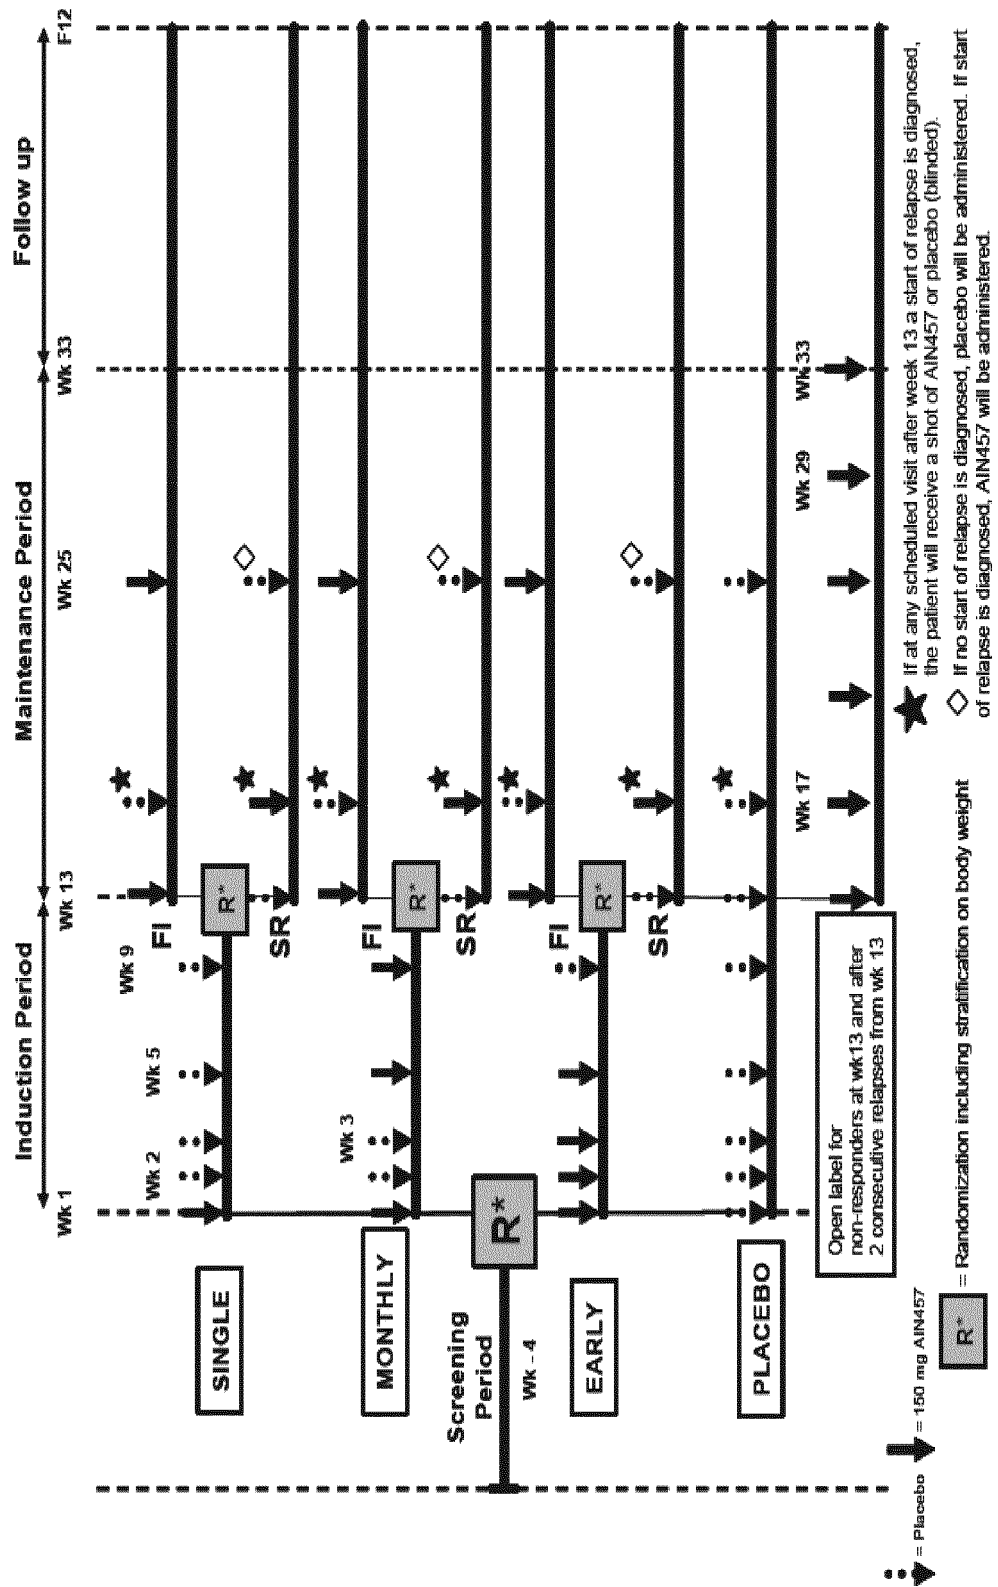 Induction Period
Maintenance Period
Follow up
Wk 1
Wk 2
Wk 3
Wk 5
Wk 9
Wk 13
Wk 25
Wk 33
F12
SINGLE
FI
R*
SR
MONTHLY
FI
R*
SR
Screening
Period
Wk - 4
R*
EARLY
FI
R*
SR
PLACEBO
Wk 17
Wk 29
Wk 33
Open label for
non-responders at wk13 and after
2 consecutive relapses from wk 13
= Placebo
= 150 mg AIN457
R* = Randomization including stratification on body weight
★ If at any scheduled visit after week 13 a start of relapse is diagnosed,
the patient will receive a shot of AIN457 or placebo (blinded).
◇ If no start of relapse is diagnosed, placebo will be administered. If start
of relapse is diagnosed, AIN457 will be administered.